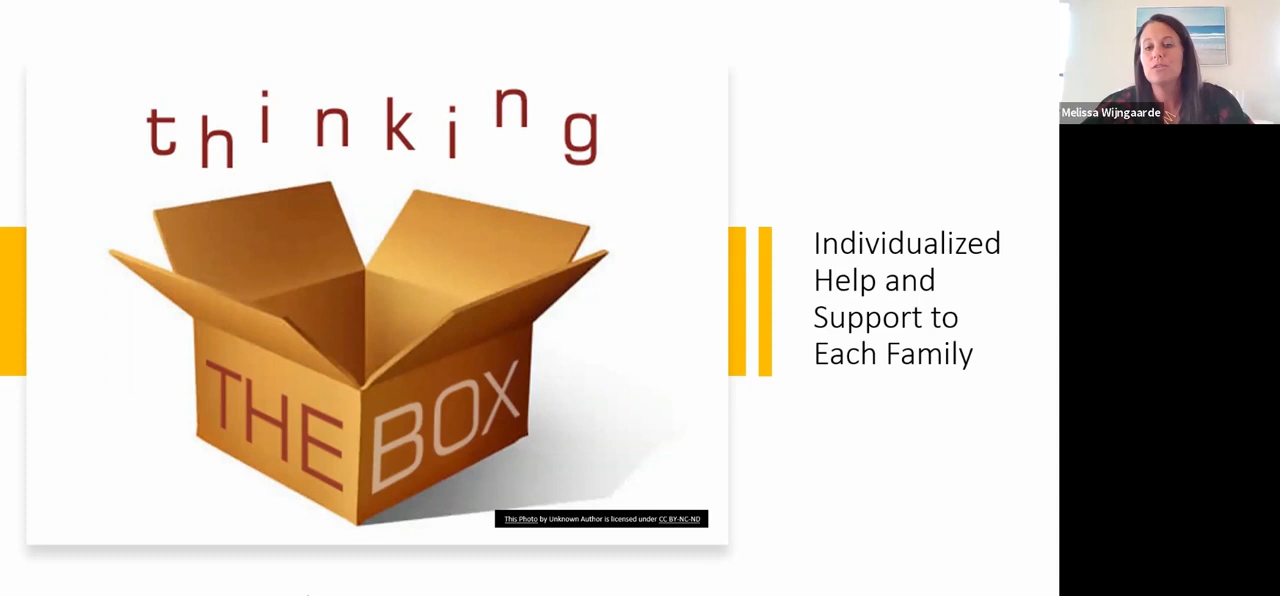 thinking
THE BOX
This Photo by Unknown Author is licensed under CC BY-NC-ND
Individualized
Help and
Support to
Each Family
Melissa Wijngaarde